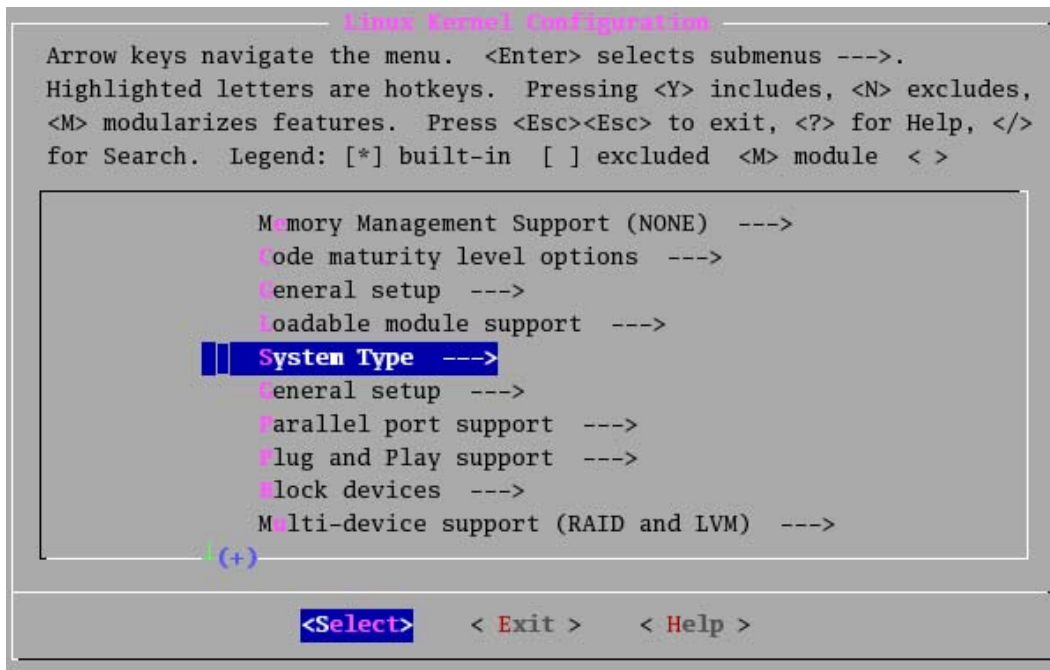 Linux Kernel Configuration
Arrow keys navigate the menu.  <Enter> selects submenus --->.
Highlighted letters are hotkeys.  Pressing <Y> includes, <N> excludes,
<M> modularizes features.  Press <Esc><Esc> to exit, <?> for Help, </>
for Search.  Legend: [*] built-in  [ ] excluded  <M> module  < >
Memory Management Support (NONE)  --->
Code maturity level options  --->
General setup  --->
Loadable module support  --->
System Type  --->
General setup  --->
Parallel port support  --->
Plug and Play support  --->
Block devices  --->
Multi-device support (RAID and LVM)  --->
↓(+)
<Select>    < Exit >    < Help >